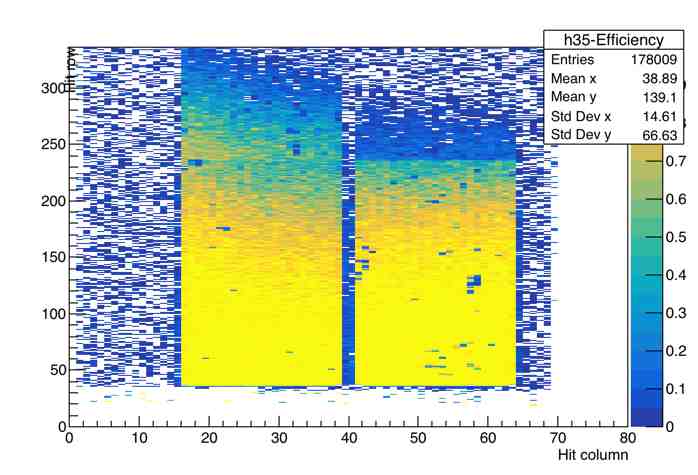 h35-Efficiency
Entries 178009
Mean x 38.89
Mean y 139.1
Std Dev x 14.61
Std Dev y 66.63
Hit row
300
250
200
150
100
50
0
0 10 20 30 40 50 60 70 80
Hit column
0.7
0.6
0.5
0.4
0.3
0.2
0.1
0